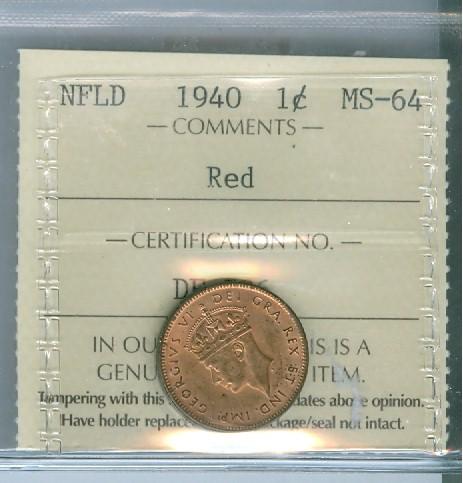 NFLD 1940 1¢ MS-64
— COMMENTS —
Red
— CERTIFICATION NO. —
IN OU IS IS A
GENU ITEM.
Tampering with this ates above opinion.
Have holder replace ckage/seal not intact.
GEORGIVS VI D: DEI GRA. REX ET IND. IMP.